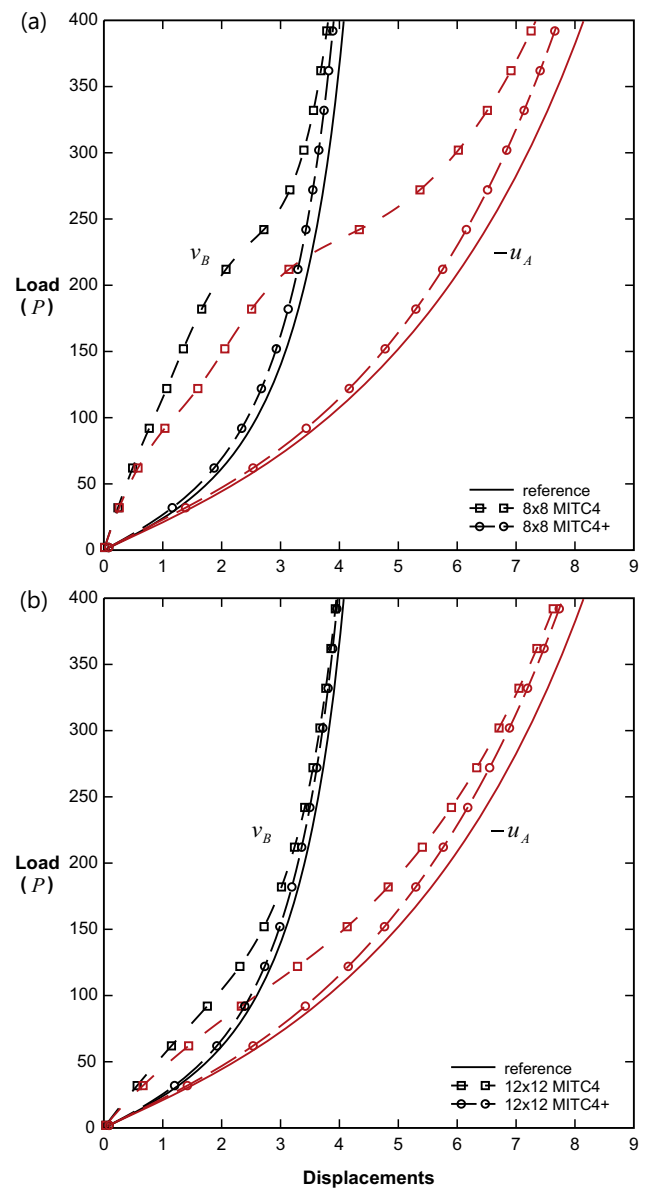 (a)
400
350
300
250
200
150
100
50
0
Load
(P)
v_B
−u_A
reference
8x8 MITC4
8x8 MITC4+
0 1 2 3 4 5 6 7 8 9
(b)
400
350
300
250
200
150
100
50
0
Load
(P)
v_B
−u_A
reference
12x12 MITC4
12x12 MITC4+
0 1 2 3 4 5 6 7 8 9
Displacements